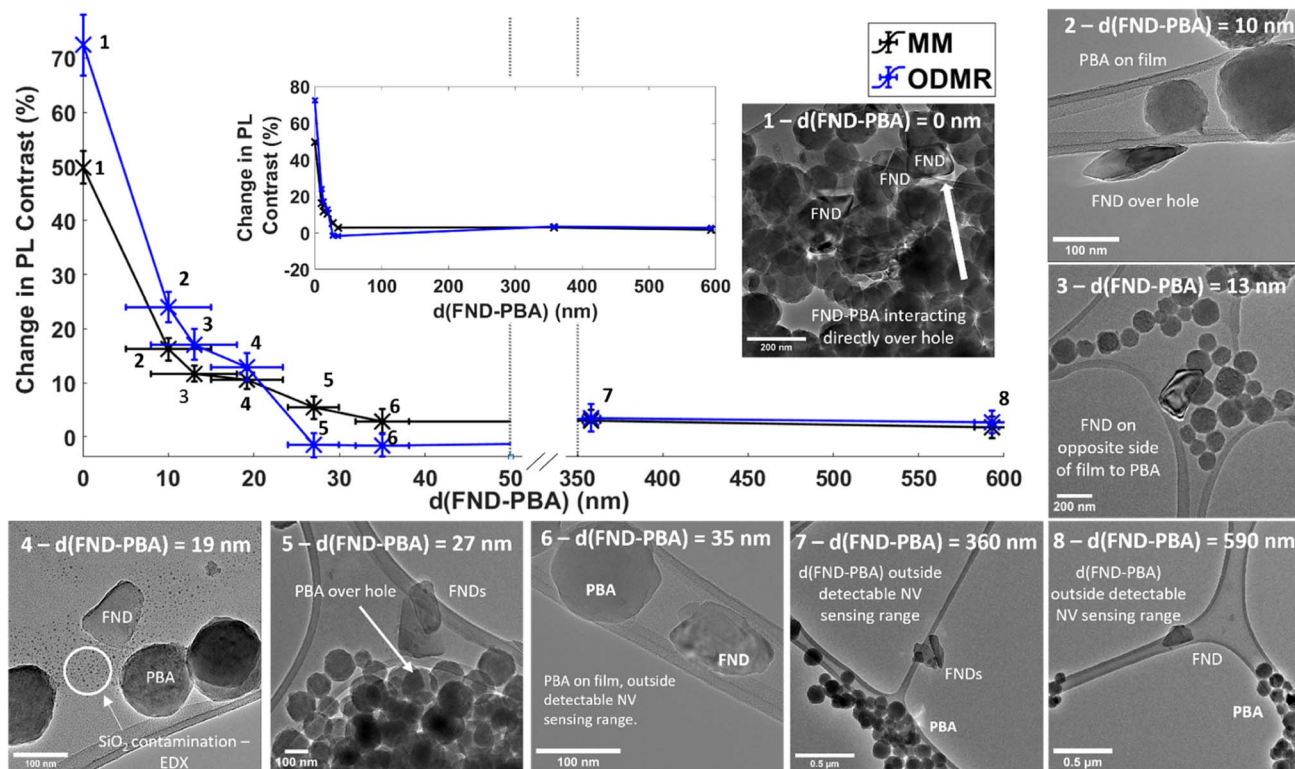 Change in PL Contrast (%)
70
60
50
40
30
20
10
0
1
1
2
2
3
3
4
4
5
5
6
6
7
8
0
10
20
30
40
50
350
400
450
500
550
600
d(FND-PBA) (nm)
MM
ODMR
Change in PL
Contrast (%)
80
60
40
20
0
-20
0
100
200
300
400
500
600
d(FND-PBA) (nm)
1 – d(FND-PBA) = 0 nm
FND
FND
FND
FND-PBA interacting
directly over hole
200 nm
2 – d(FND-PBA) = 10 nm
PBA on film
FND over hole
100 nm
3 – d(FND-PBA) = 13 nm
FND on
opposite side
of film to PBA
200 nm
4 – d(FND-PBA) = 19 nm
FND
PBA
SiO2 contamination –
EDX
100 nm
5 – d(FND-PBA) = 27 nm
PBA over hole
FNDs
100 nm
6 – d(FND-PBA) = 35 nm
PBA
FND
PBA on film, outside
detectable NV
sensing range.
100 nm
7 – d(FND-PBA) = 360 nm
d(FND-PBA) outside
detectable NV
sensing range
FNDs
PBA
0.5 µm
8 – d(FND-PBA) = 590 nm
d(FND-PBA)
outside detectable NV
sensing range
FND
PBA
0.5 µm